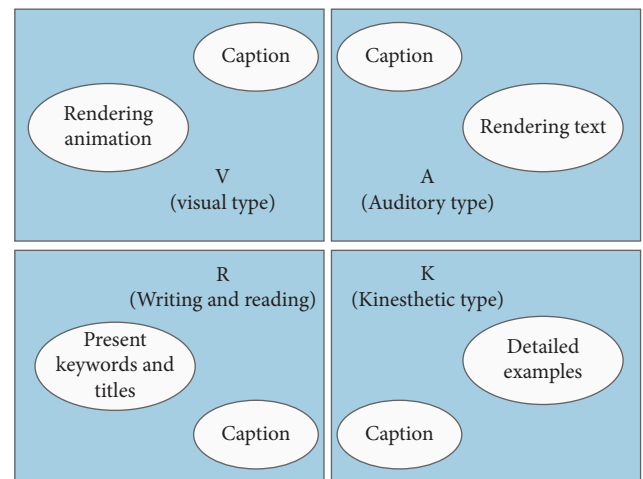 Caption
Rendering
animation
V
(visual type)
Caption
Rendering text
A
(Auditory type)
R
(Writing and reading)
Present
keywords and
titles
Caption
K
(Kinesthetic type)
Detailed
examples
Caption